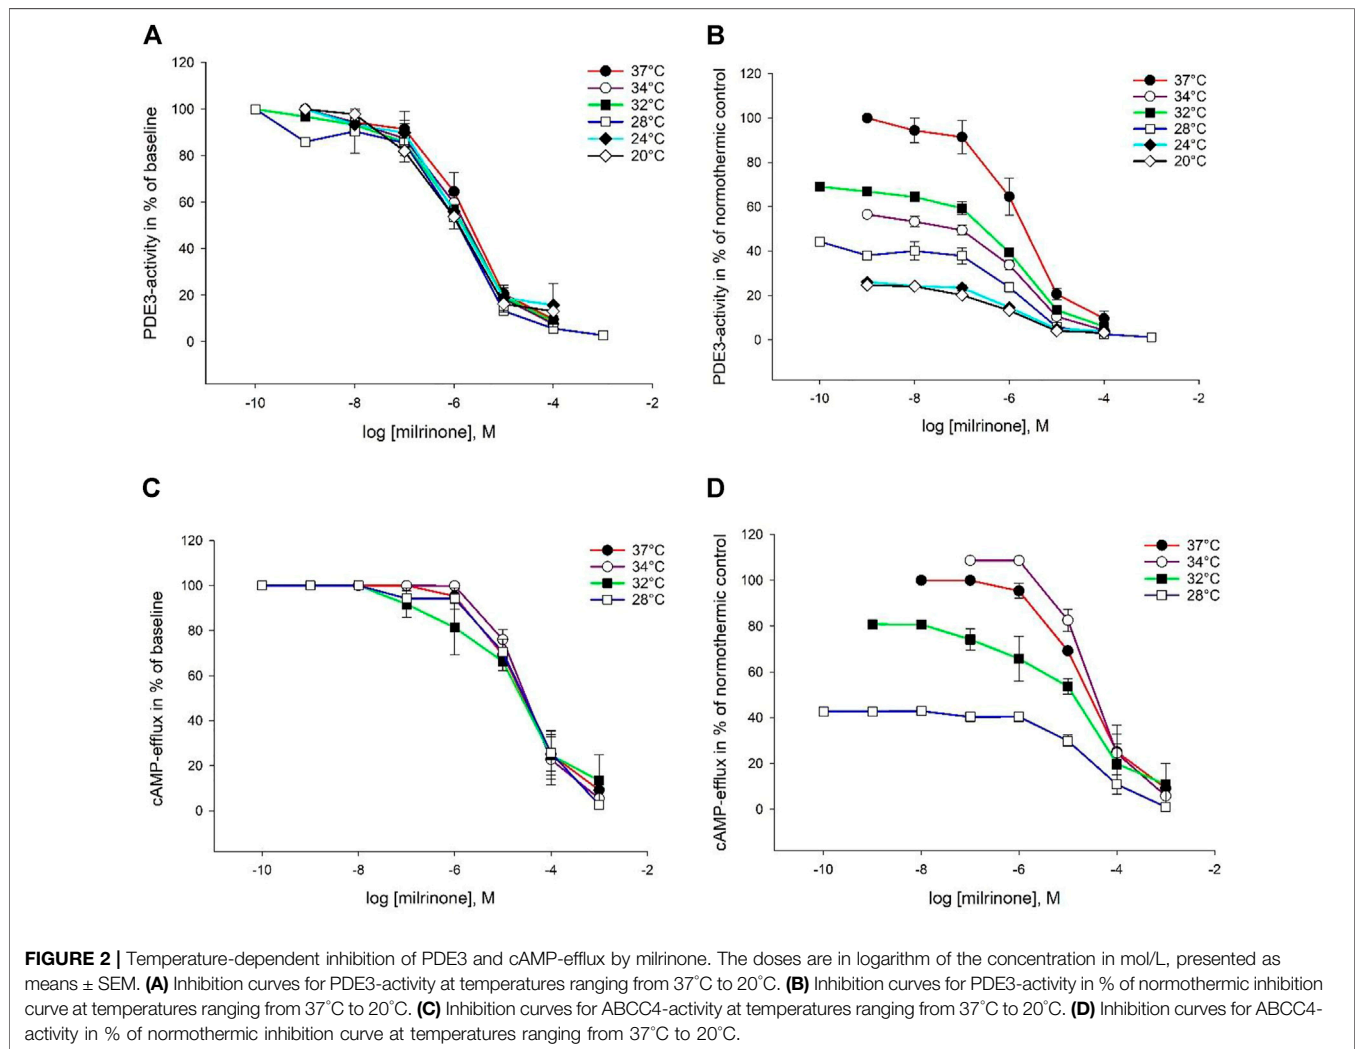 A
120
100
80
60
40
20
0
PDE3-activity in % of baseline
-10
-8
-6
-4
-2
log [milrinone], M
37°C
34°C
32°C
28°C
24°C
20°C
B
120
100
80
60
40
20
0
PDE3-activity in % of normothermic control
-10
-8
-6
-4
-2
log [milrinone], M
37°C
34°C
32°C
28°C
24°C
20°C
C
120
100
80
60
40
20
0
cAMP-efflux in % of baseline
-10
-8
-6
-4
-2
log [milrinone], M
37°C
34°C
32°C
28°C
D
120
100
80
60
40
20
0
cAMP-efflux in % of normothermic control
-10
-8
-6
-4
-2
log [milrinone], M
37°C
34°C
32°C
28°C
FIGURE 2 | Temperature-dependent inhibition of PDE3 and cAMP-efflux by milrinone. The doses are in logarithm of the concentration in mol/L, presented as
means ± SEM. (A) Inhibition curves for PDE3-activity at temperatures ranging from 37°C to 20°C. (B) Inhibition curves for PDE3-activity in % of normothermic inhibition
curve at temperatures ranging from 37°C to 20°C. (C) Inhibition curves for ABCC4-activity at temperatures ranging from 37°C to 20°C. (D) Inhibition curves for ABCC4-
activity in % of normothermic inhibition curve at temperatures ranging from 37°C to 20°C.